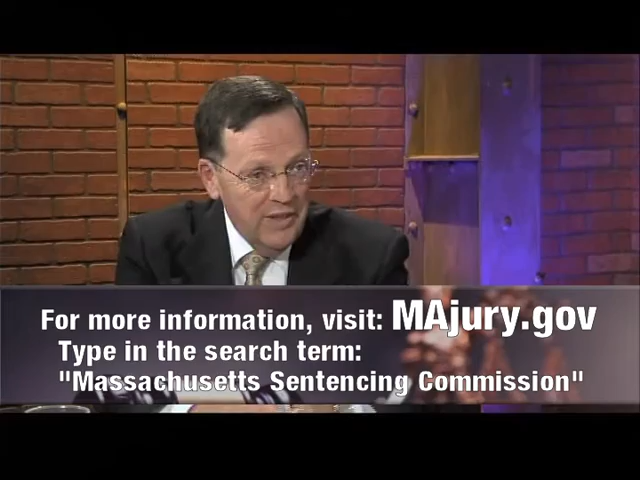 For more information, visit: MAjury.gov
Type in the search term:
"Massachusetts Sentencing Commission"